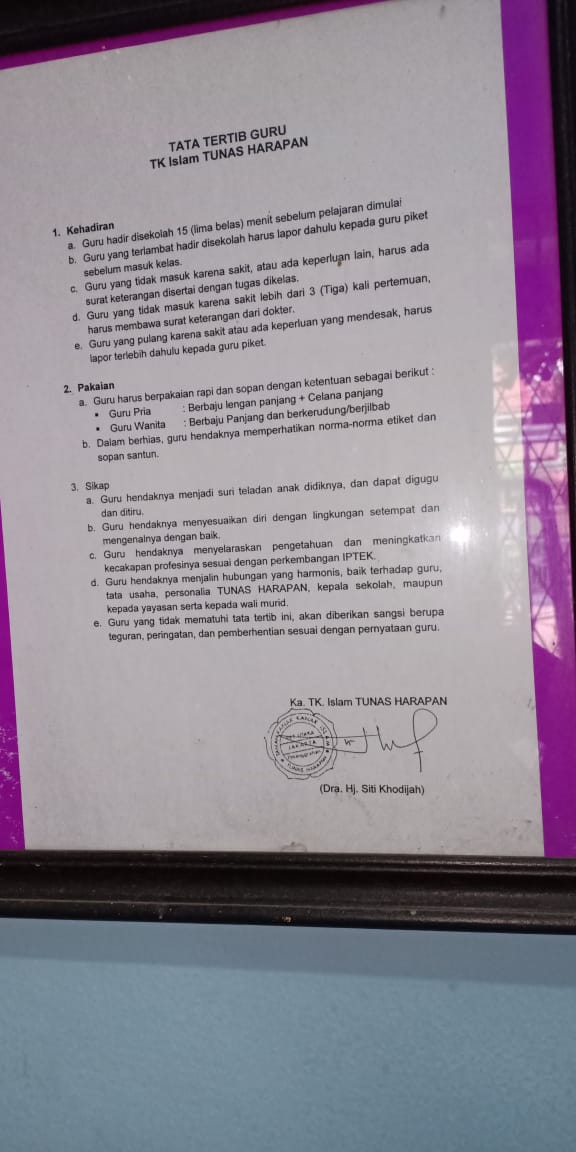 TATA TERTIB GURU
TK Islam TUNAS HARAPAN
1. Kehadiran
a. Guru hadir disekolah 15 (lima belas) menit sebelum pelajaran dimulai
b. Guru yang terlambat hadir disekolah harus lapor dahulu kepada guru piket
sebelum masuk kelas.
c. Guru yang tidak masuk karena sakit, atau ada keperluan lain, harus ada
surat keterangan disertai dengan tugas dikelas.
d. Guru yang tidak masuk karena sakit lebih dari 3 (Tiga) kali pertemuan,
harus membawa surat keterangan dari dokter.
e. Guru yang pulang karena sakit atau ada keperluan yang mendesak, harus
lapor terlebih dahulu kepada guru piket.
2. Pakaian
a. Guru harus berpakaian rapi dan sopan dengan ketentuan sebagai berikut :
• Guru Pria : Berbaju lengan panjang + Celana panjang
• Guru Wanita : Berbaju Panjang dan berkerudung/berjilbab
b. Dalam berhias, guru hendaknya memperhatikan norma-norma etiket dan
sopan santun.
3. Sikap
a. Guru hendaknya menjadi suri teladan anak didiknya, dan dapat digugu
dan ditiru.
b. Guru hendaknya menyesuaikan diri dengan lingkungan setempat dan
mengenalnya dengan baik.
c. Guru hendaknya menyelaraskan pengetahuan dan meningkatkan
kecakapan profesinya sesuai dengan perkembangan IPTEK.
d. Guru hendaknya menjalin hubungan yang harmonis, baik terhadap guru,
tata usaha, personalia TUNAS HARAPAN, kepala sekolah, maupun
kepada yayasan serta kepada wali murid.
e. Guru yang tidak mematuhi tata tertib ini, akan diberikan sangsi berupa
teguran, peringatan, dan pemberhentian sesuai dengan pernyataan guru.
Ka. TK. Islam TUNAS HARAPAN
JAKARTA
(Dra. Hj. Siti Khodijah)